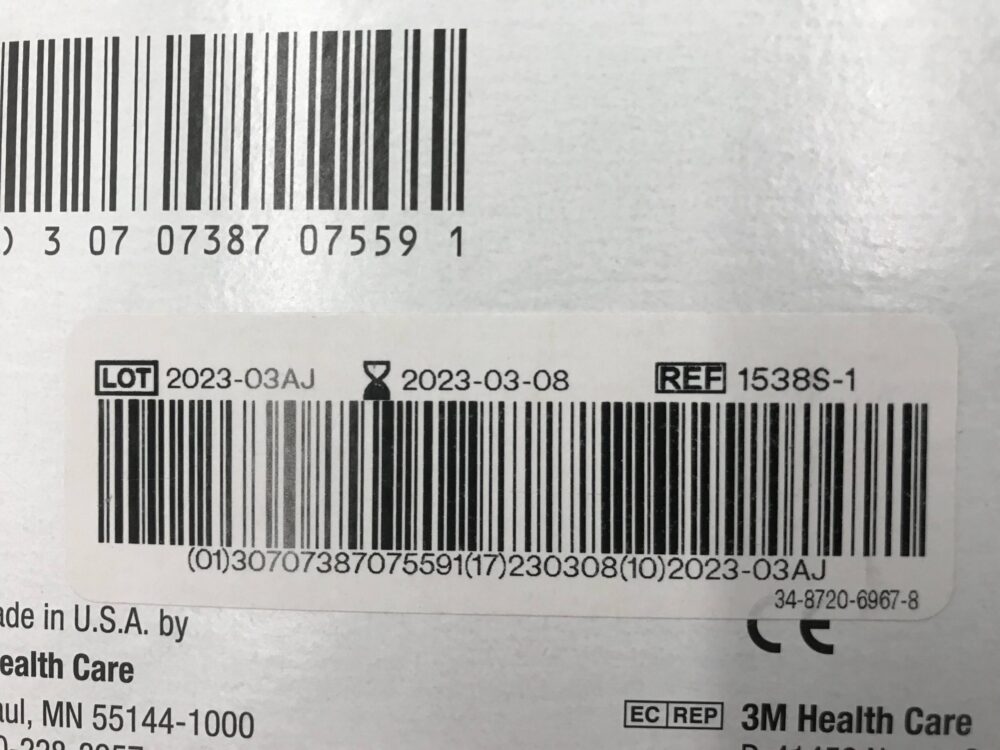 ) 3 07 07387 07559 1
LOT 2023-03AJ 2023-03-08 REF 1538S-1
(01)30707387075591(17)230308(10)2023-03AJ
34-8720-6967-8
CE
ade in U.S.A. by
ealth Care
aul, MN 55144-1000
EC REP 3M Health Care